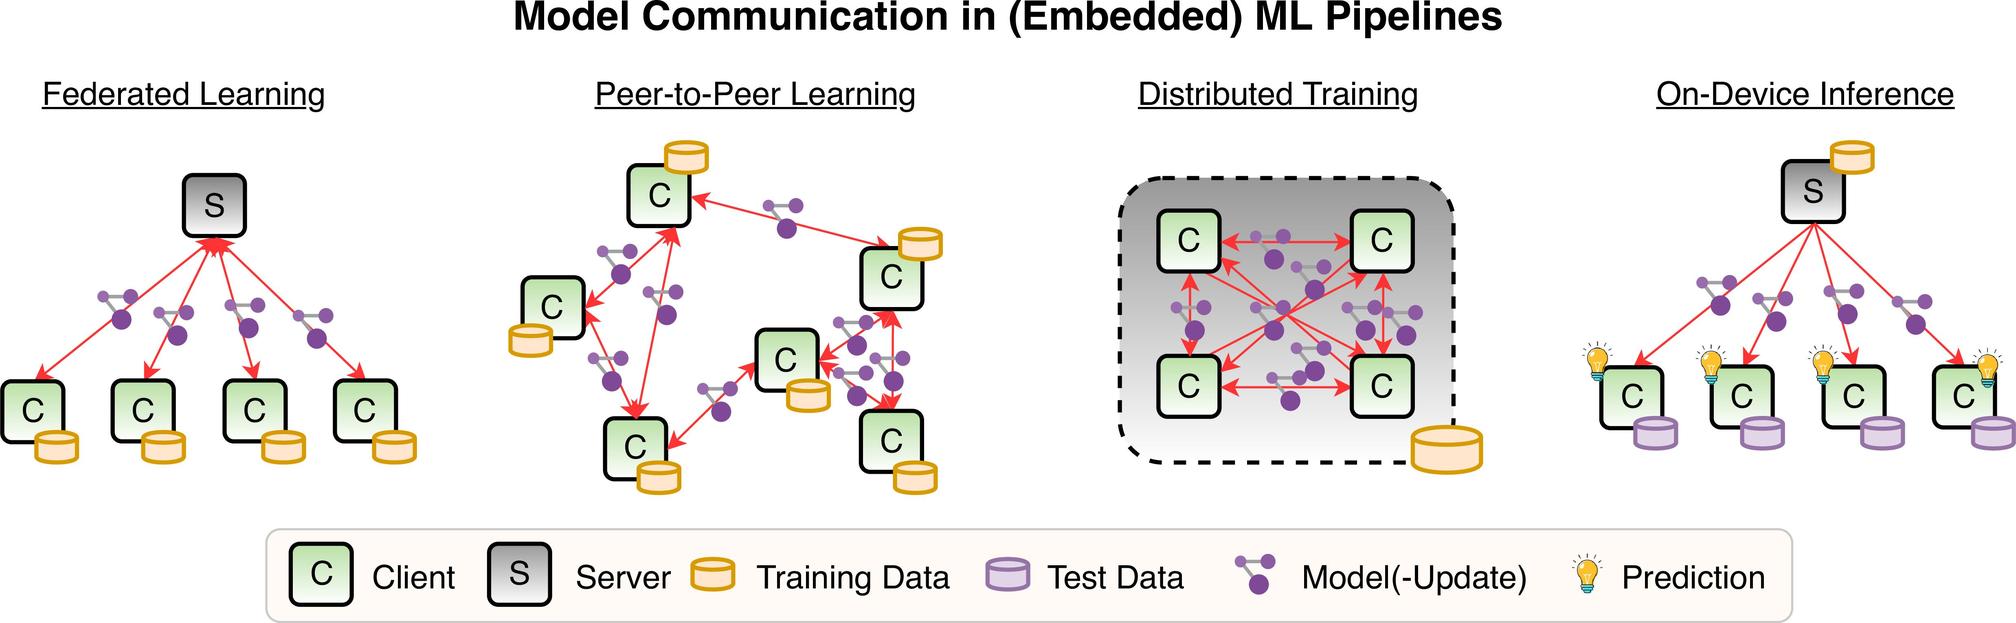 Model Communication in (Embedded) ML Pipelines
Federated Learning
Peer-to-Peer Learning
Distributed Training
On-Device Inference
S
C
C
C
C
C
C
C
C
C
C
C
C
C
C
S
C
C
C
C
C
Client
S
Server
Training Data
Test Data
Model(-Update)
Prediction